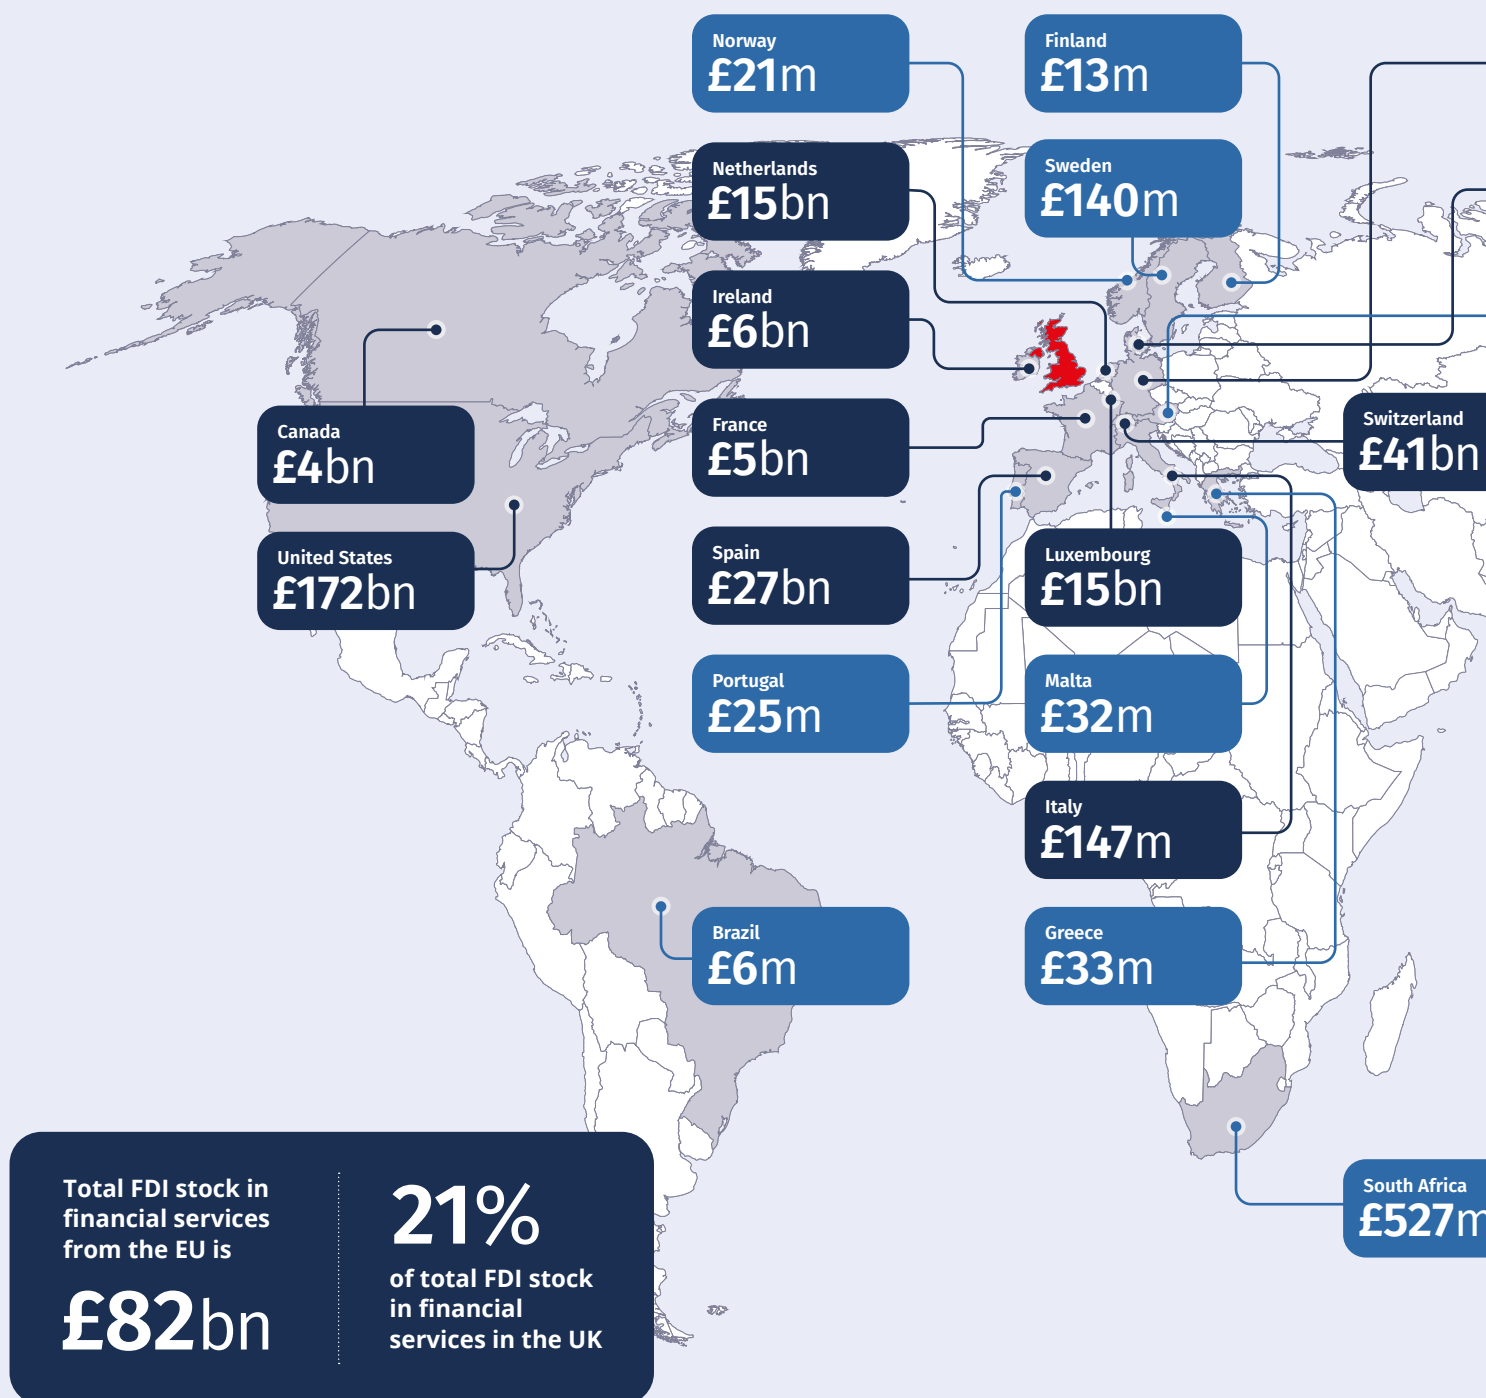 Norway
£21m
Finland
£13m
Netherlands
£15bn
Sweden
£140m
Ireland
£6bn
Canada
£4bn
France
£5bn
Switzerland
£41bn
United States
£172bn
Spain
£27bn
Luxembourg
£15bn
Portugal
£25m
Malta
£32m
Italy
£147m
Brazil
£6m
Greece
£33m
South Africa
£527m
Total FDI stock in
financial services
from the EU is
£82bn
21%
of total FDI stock
in financial
services in the UK